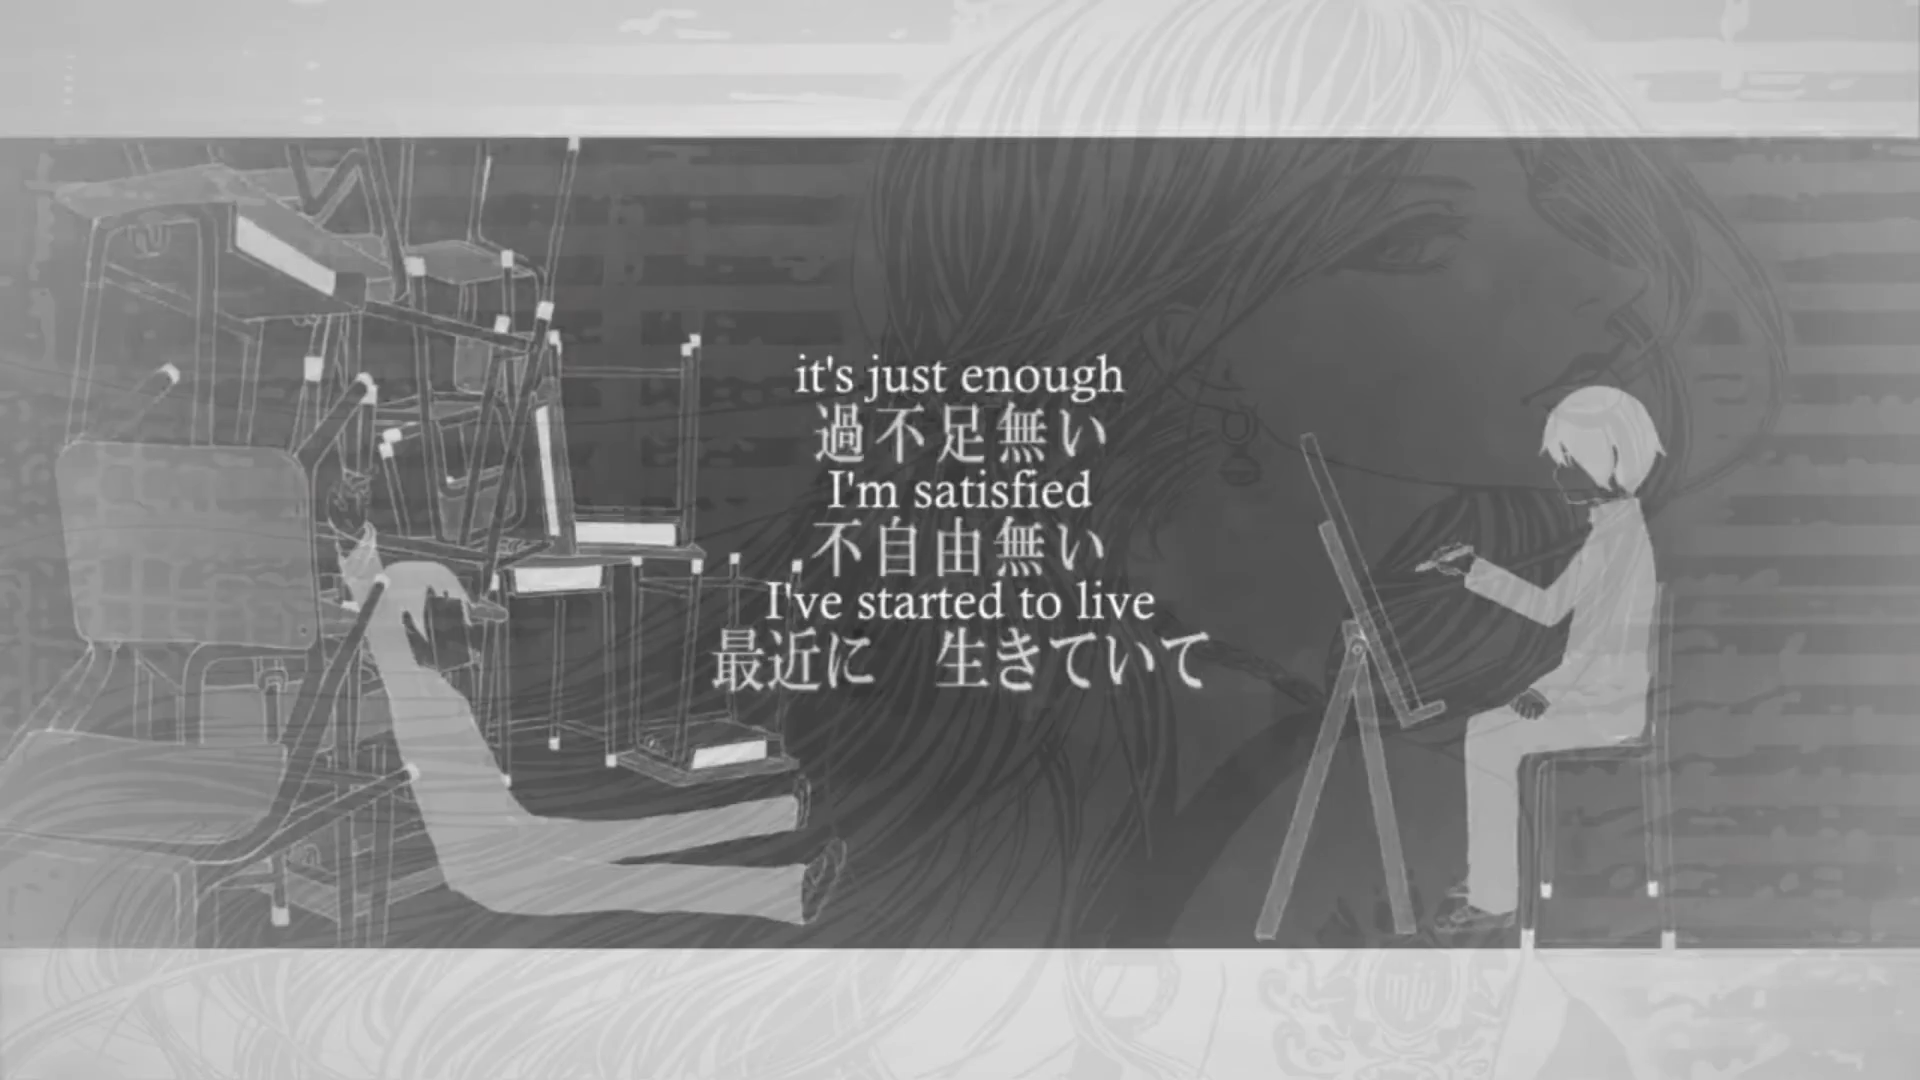 it's just enough
過不足無い
I'm satisfied
不自由無い
I've started to live
最近に　生きていて